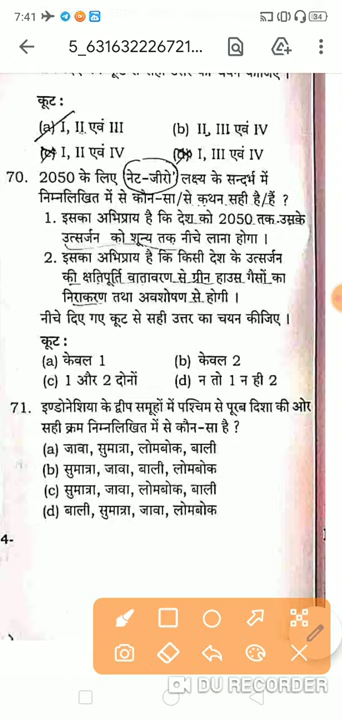 7:41
34
5_631632226721...
कूट :
(a) I, II एवं III (b) II, III एवं IV
I, II एवं IV I, III एवं IV
70. 2050 के लिए 'नेट-जीरो' लक्ष्य के सन्दर्भ में
निम्नलिखित में से कौन-सा/से कथन सही है/हैं ?
1. इसका अभिप्राय है कि देश को 2050 तक उसके
उत्सर्जन को शून्य तक नीचे लाना होगा ।
2. इसका अभिप्राय है कि किसी देश के उत्सर्जन
की क्षतिपूर्ति वातावरण से ग्रीन हाउस गैसों का
निराकरण तथा अवशोषण से होगी ।
नीचे दिए गए कूट से सही उत्तर का चयन कीजिए ।
कूट :
(a) केवल 1 (b) केवल 2
(c) 1 और 2 दोनों (d) न तो 1 न ही 2
71. इण्डोनेशिया के द्वीप समूहों में पश्चिम से पूरब दिशा की ओर
सही क्रम निम्नलिखित में से कौन-सा है ?
(a) जावा, सुमात्रा, लोमबोक, बाली
(b) सुमात्रा, जावा, बाली, लोमबोक
(c) सुमात्रा, जावा, लोमबोक, बाली
(d) बाली, सुमात्रा, जावा, लोमबोक
4-
DU RECORDER